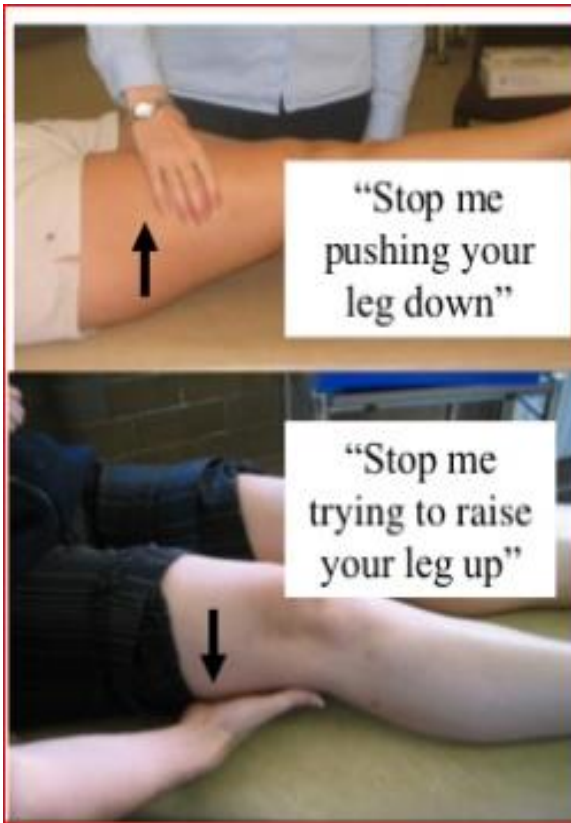 “Stop me
pushing your
leg down”
“Stop me
trying to raise
your leg up”